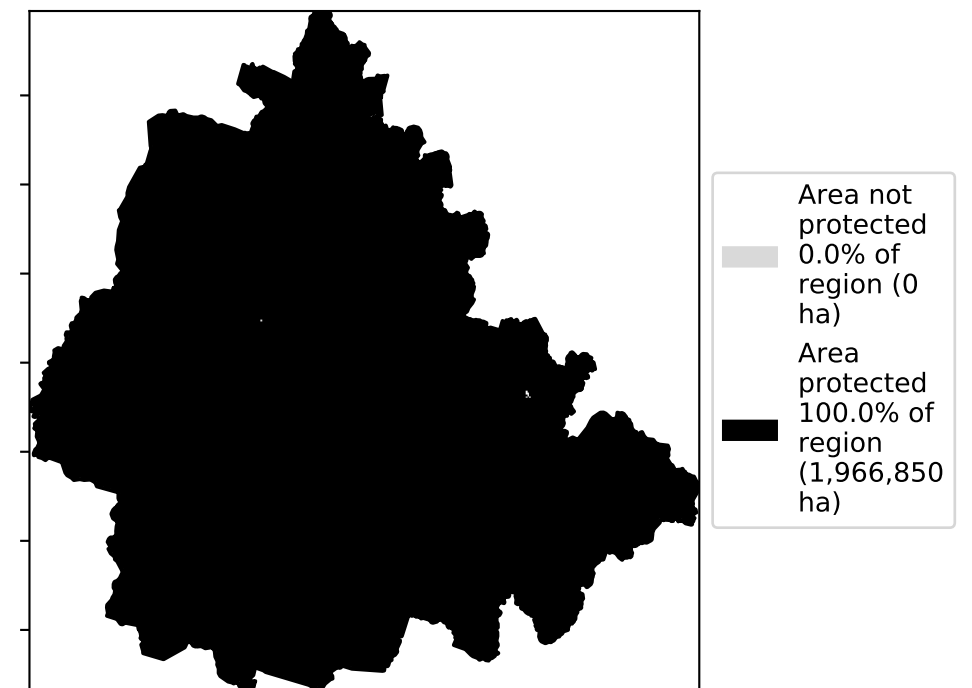 Area not
protected
0.0% of
region (0
ha)
Area
protected
100.0% of
region
(1,966,850
ha)